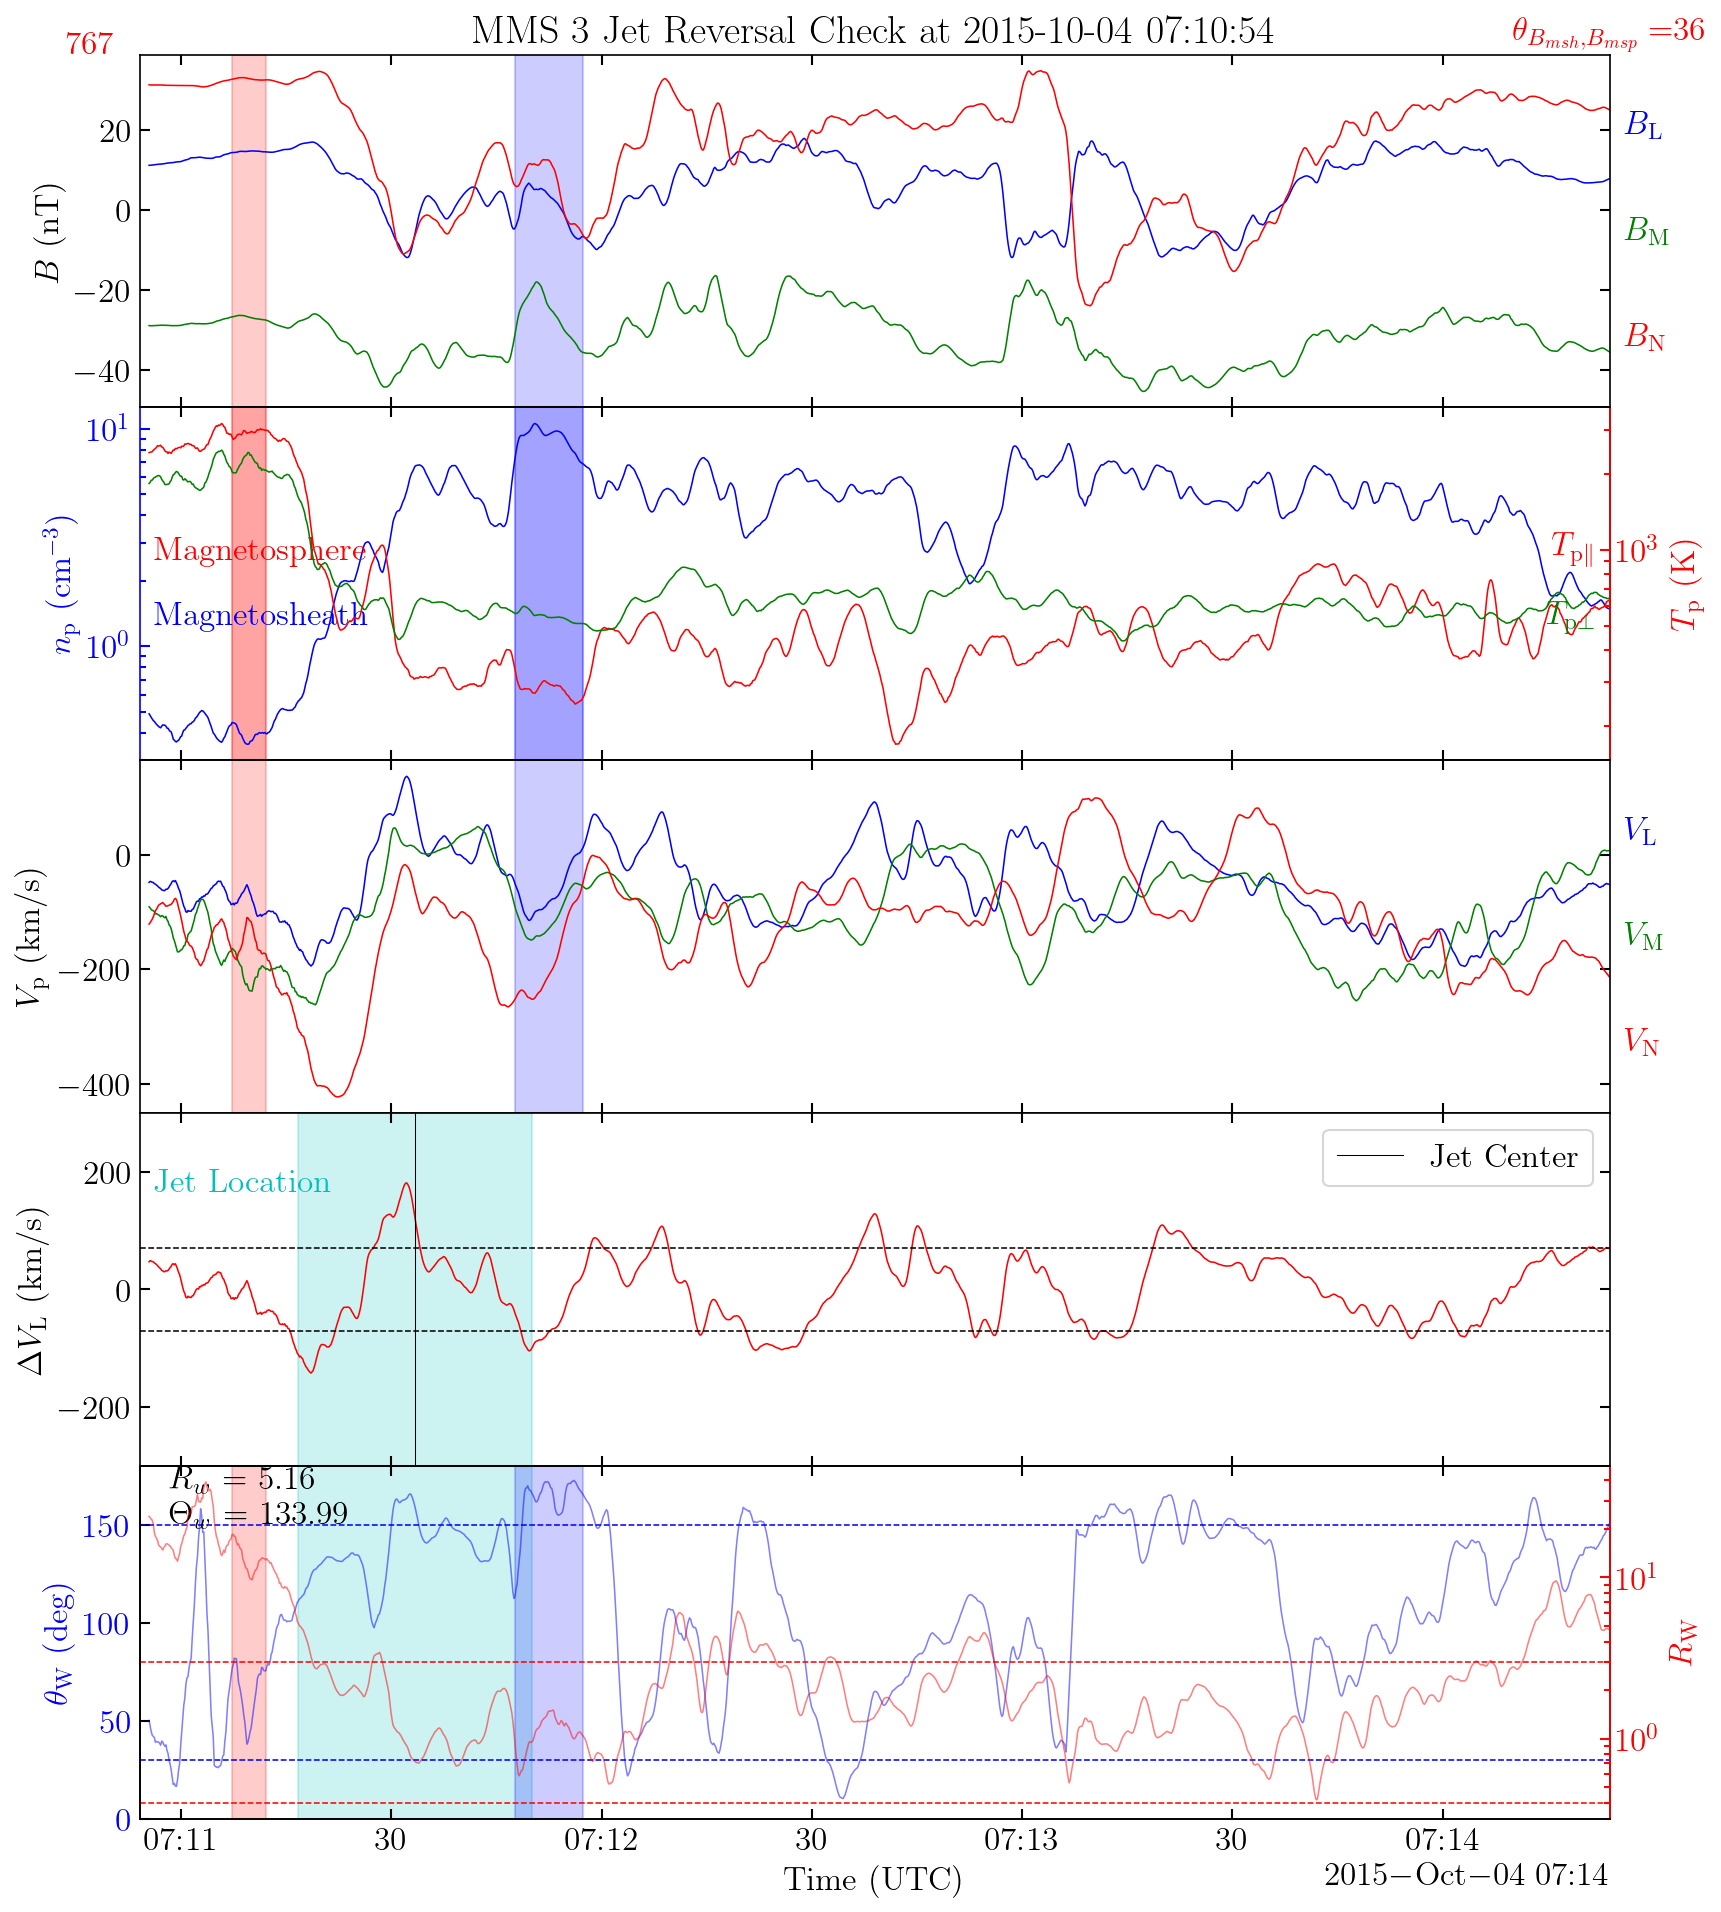 MMS 3 Jet Reversal Check at 2015-10-04 07:10:54
767
θ_{B_{msh},B_{msp}} =36
20
0
−20
−40
B (nT)
B_L
B_M
B_N
10^1
10^0
n_p (cm^{−3})
Magnetosphere
Magnetosheath
T_{p∥}
T_{p⊥}
10^3
T_p (K)
0
−200
−400
V_p (km/s)
V_L
V_M
V_N
200
0
−200
ΔV_L (km/s)
Jet Location
Jet Center
R_w = 5.16
Θ_w = 133.99
150
100
50
0
θ_W (deg)
10^1
10^0
R_W
07:11 30 07:12 30 07:13 30 07:14
Time (UTC)
2015−Oct−04 07:14